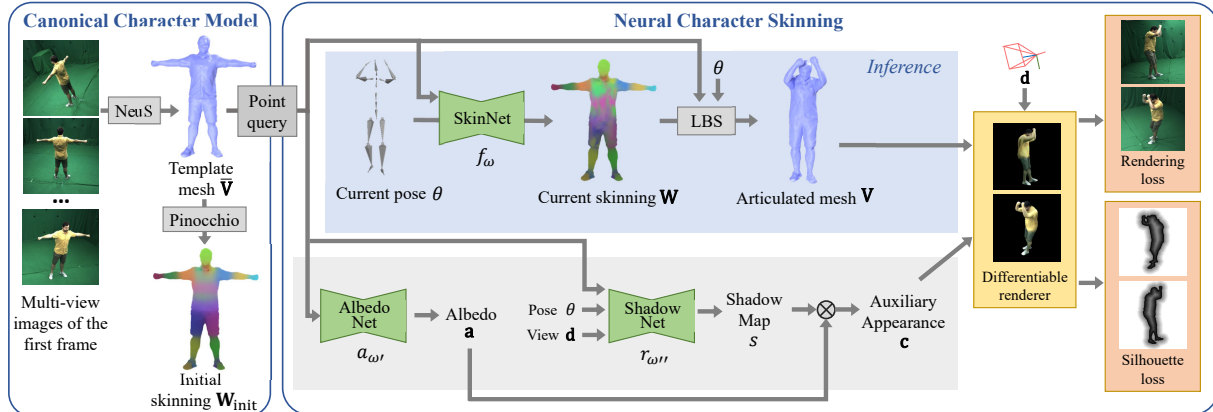 Canonical Character Model
NeuS
Template
mesh V̅
Pinocchio
...
Multi-view
images of the
first frame
Initial
skinning W_init
Neural Character Skinning
Point
query
Inference
SkinNet
f_ω
Current pose θ
Current skinning W
θ
LBS
Articulated mesh V
Albedo
Net
a_ω′
Albedo
a
Pose θ
View d
Shadow
Net
r_ω′′
Shadow
Map
s
⊗
Auxiliary
Appearance
c
d
Differentiable
renderer
Rendering
loss
Silhouette
loss